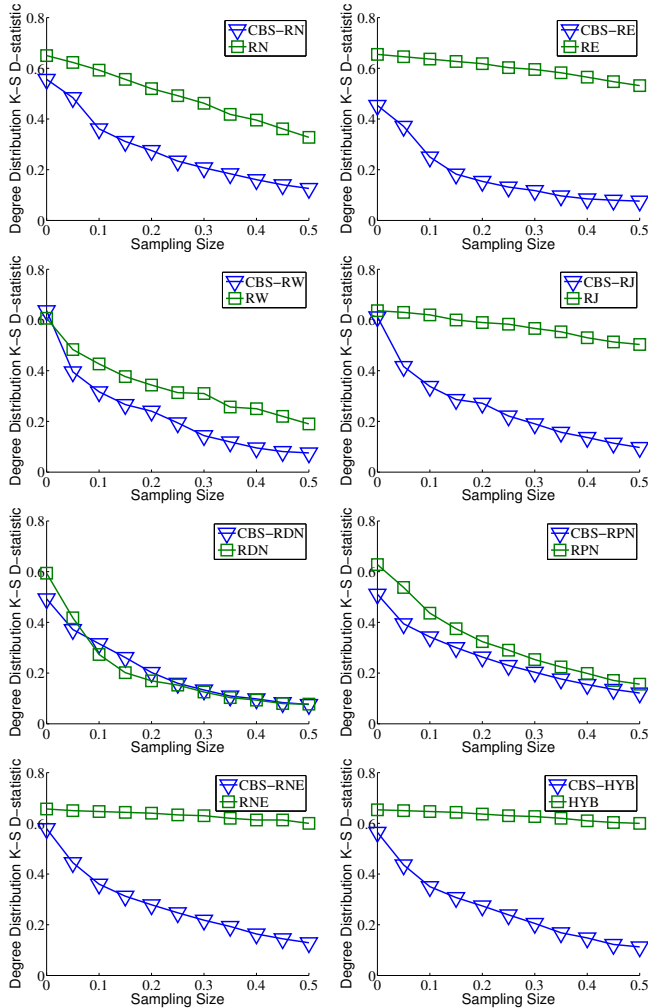 0.8
0.6
0.4
0.2
0
0
0.1
0.2
0.3
0.4
0.5
Sampling Size
Degree Distribution K−S D−statistic
CBS−RN
RN
0.8
0.6
0.4
0.2
0
0
0.1
0.2
0.3
0.4
0.5
Sampling Size
Degree Distribution K−S D−statistic
CBS−RE
RE
0.8
0.6
0.4
0.2
0
0
0.1
0.2
0.3
0.4
0.5
Sampling Size
Degree Distribution K−S D−statistic
CBS−RW
RW
0.8
0.6
0.4
0.2
0
0
0.1
0.2
0.3
0.4
0.5
Sampling Size
Degree Distribution K−S D−statistic
CBS−RJ
RJ
0.8
0.6
0.4
0.2
0
0
0.1
0.2
0.3
0.4
0.5
Sampling Size
Degree Distribution K−S D−statistic
CBS−RDN
RDN
0.8
0.6
0.4
0.2
0
0
0.1
0.2
0.3
0.4
0.5
Sampling Size
Degree Distribution K−S D−statistic
CBS−RPN
RPN
0.8
0.6
0.4
0.2
0
0
0.1
0.2
0.3
0.4
0.5
Sampling Size
Degree Distribution K−S D−statistic
CBS−RNE
RNE
0.8
0.6
0.4
0.2
0
0
0.1
0.2
0.3
0.4
0.5
Sampling Size
Degree Distribution K−S D−statistic
CBS−HYB
HYB